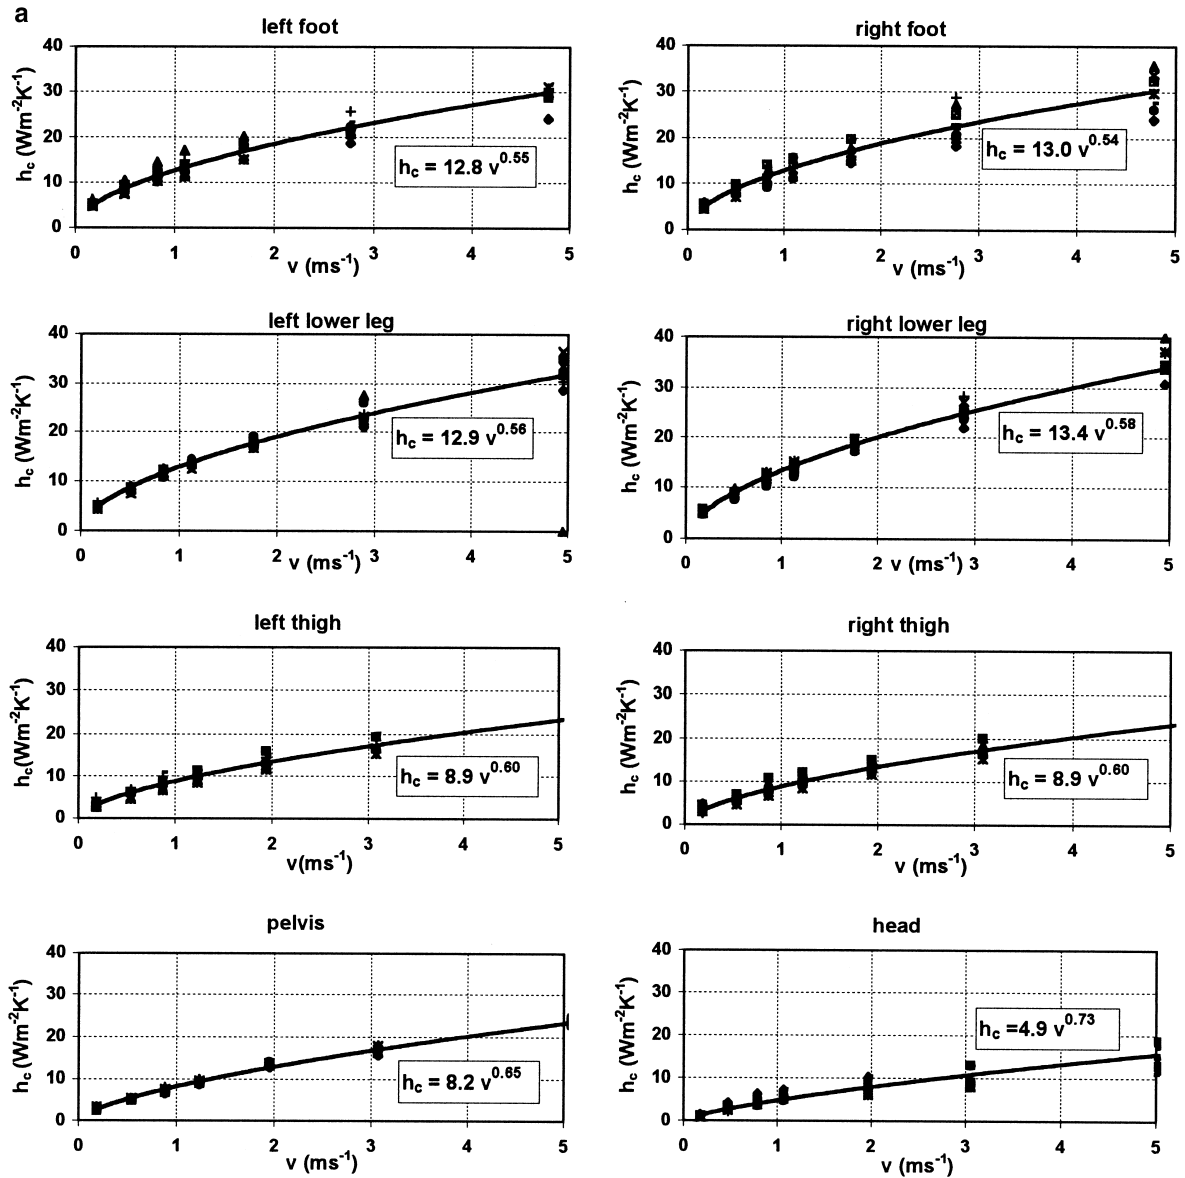 a
left foot
40
30
20
10
0
h_c (Wm⁻²K⁻¹)
h_c = 12.8 v^0.55
0 1 2 3 4 5
v (ms⁻¹)
right foot
40
30
20
10
0
h_c (Wm⁻²K⁻¹)
h_c = 13.0 v^0.54
0 1 2 3 4 5
v (ms⁻¹)
left lower leg
40
30
20
10
0
h_c (Wm⁻²K⁻¹)
h_c = 12.9 v^0.56
0 1 2 3 4 5
v (ms⁻¹)
right lower leg
40
30
20
10
0
h_c (Wm⁻²K⁻¹)
h_c = 13.4 v^0.58
0 1 2 3 4 5
v (ms⁻¹)
left thigh
40
30
20
10
0
h_c(Wm⁻²K⁻¹)
h_c = 8.9 v^0.60
0 1 2 3 4 5
v(ms⁻¹)
right thigh
40
30
20
10
0
h_c (Wm⁻²K⁻¹)
h_c = 8.9 v^0.60
0 1 2 3 4 5
v (ms⁻¹)
pelvis
40
30
20
10
0
h_c (Wm⁻²K⁻¹)
h_c = 8.2 v^0.65
0 1 2 3 4 5
v (ms⁻¹)
head
40
30
20
10
0
h_c (Wm⁻²K⁻¹)
h_c =4.9 v^0.73
0 1 2 3 4 5
v (ms⁻¹)